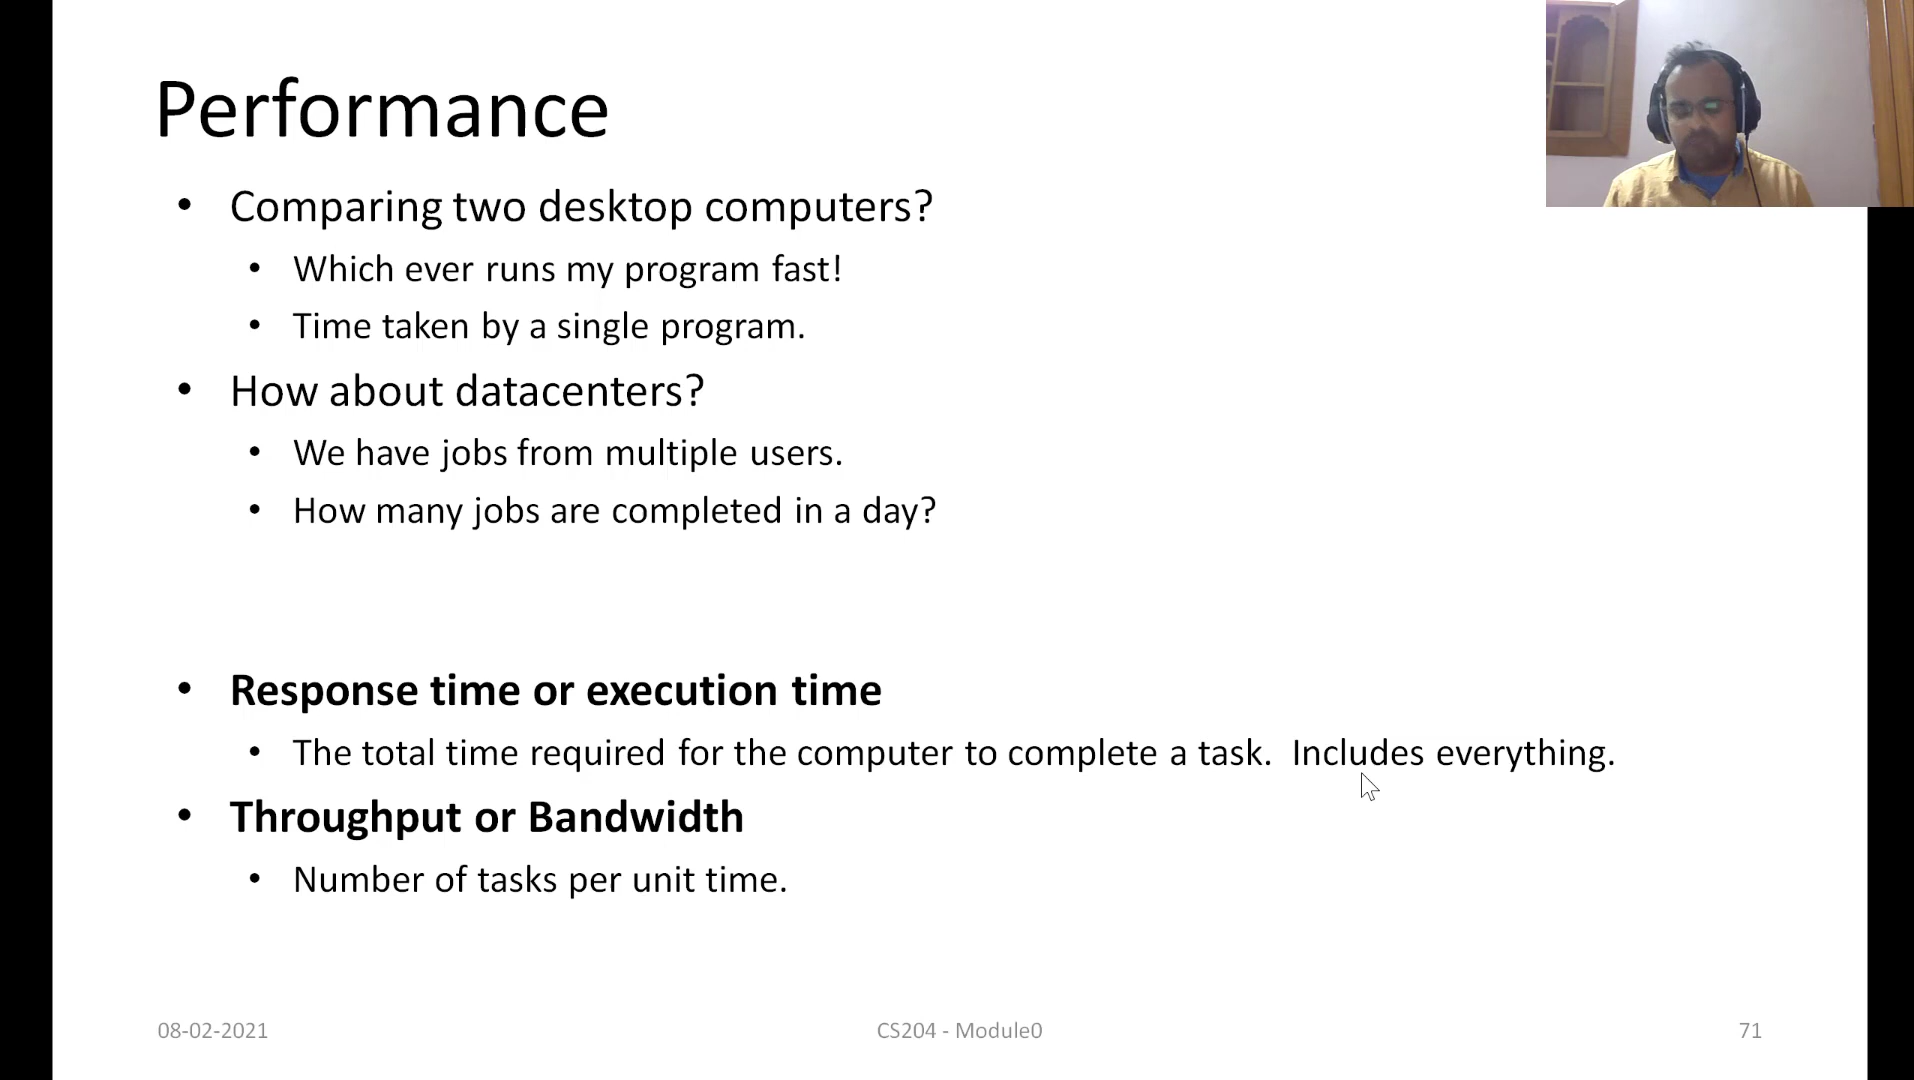 Performance
• Comparing two desktop computers?
• Which ever runs my program fast!
• Time taken by a single program.
• How about datacenters?
• We have jobs from multiple users.
• How many jobs are completed in a day?
• Response time or execution time
• The total time required for the computer to complete a task.  Includes everything.
• Throughput or Bandwidth
• Number of tasks per unit time.
08-02-2021
CS204 - Module0
71